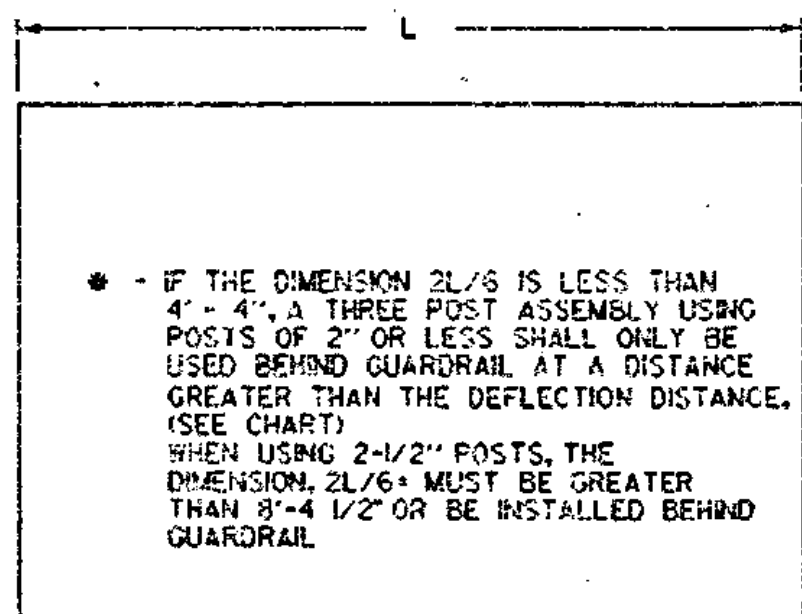 L
* - IF THE DIMENSION 2L/6 IS LESS THAN
4' - 4", A THREE POST ASSEMBLY USING
POSTS OF 2" OR LESS SHALL ONLY BE
USED BEHIND GUARDRAIL AT A DISTANCE
GREATER THAN THE DEFLECTION DISTANCE.
(SEE CHART)
WHEN USING 2-1/2" POSTS, THE
DIMENSION, 2L/6* MUST BE GREATER
THAN 8'-4 1/2" OR BE INSTALLED BEHIND
GUARDRAIL